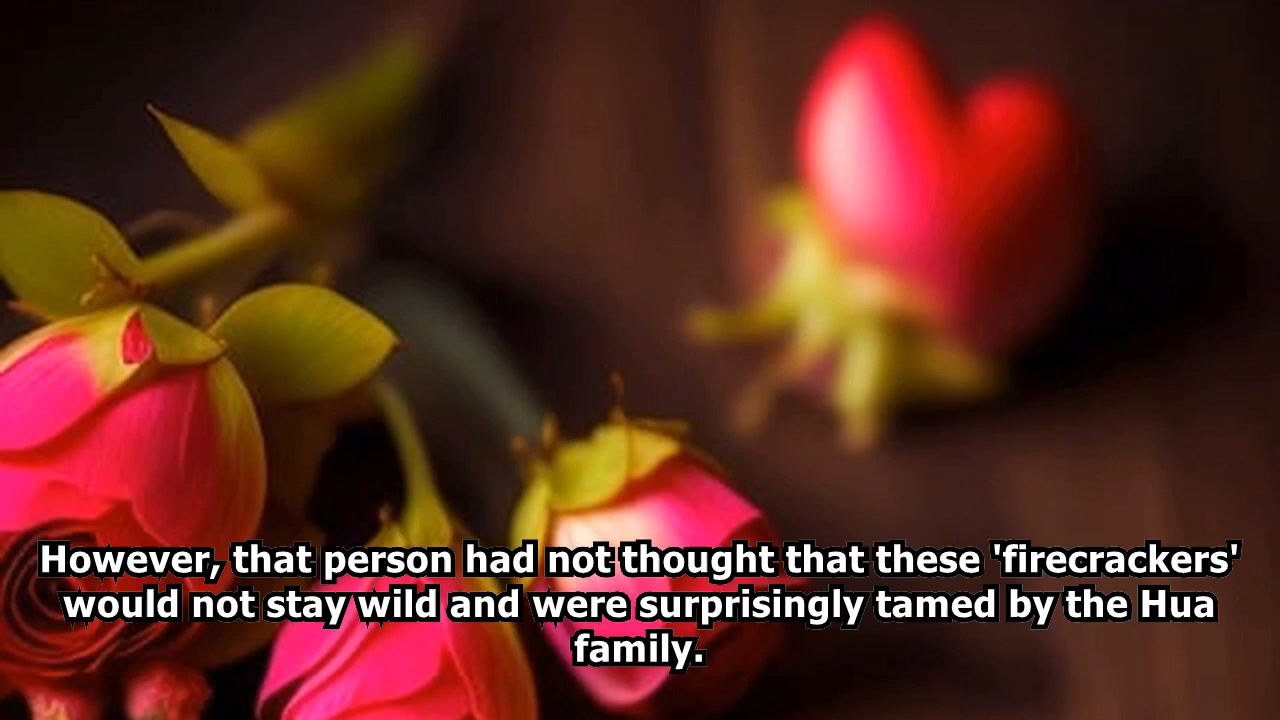 However, that person had not thought that these 'firecrackers'
would not stay wild and were surprisingly tamed by the Hua
family.